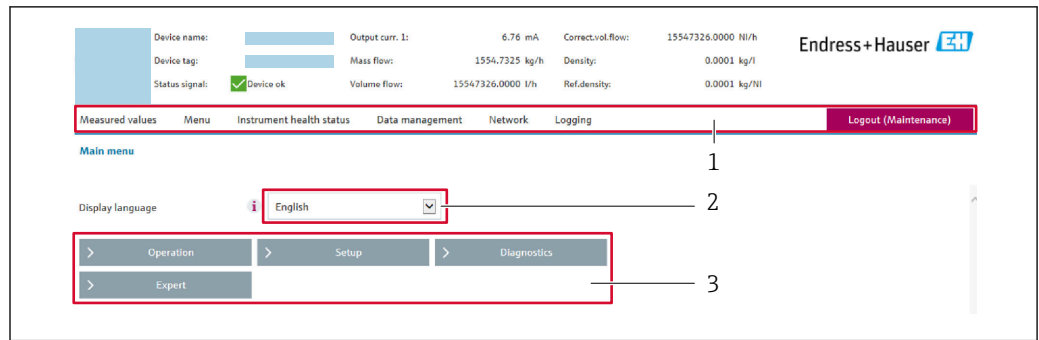 Device name: Output curr. 1: 6.76 mA Correct.vol.flow: 15547326.0000 Nl/h
Endress+Hauser EH
Device tag: Mass flow: 1554.7325 kg/h Density: 0.0001 kg/l
Status signal: Device ok Volume flow: 15547326.0000 l/h Ref.density: 0.0001 kg/Nl
Measured values Menu Instrument health status Data management Network Logging Logout (Maintenance)
1
Main menu
Display language i English 2
> Operation > Setup > Diagnostics
> Expert 3